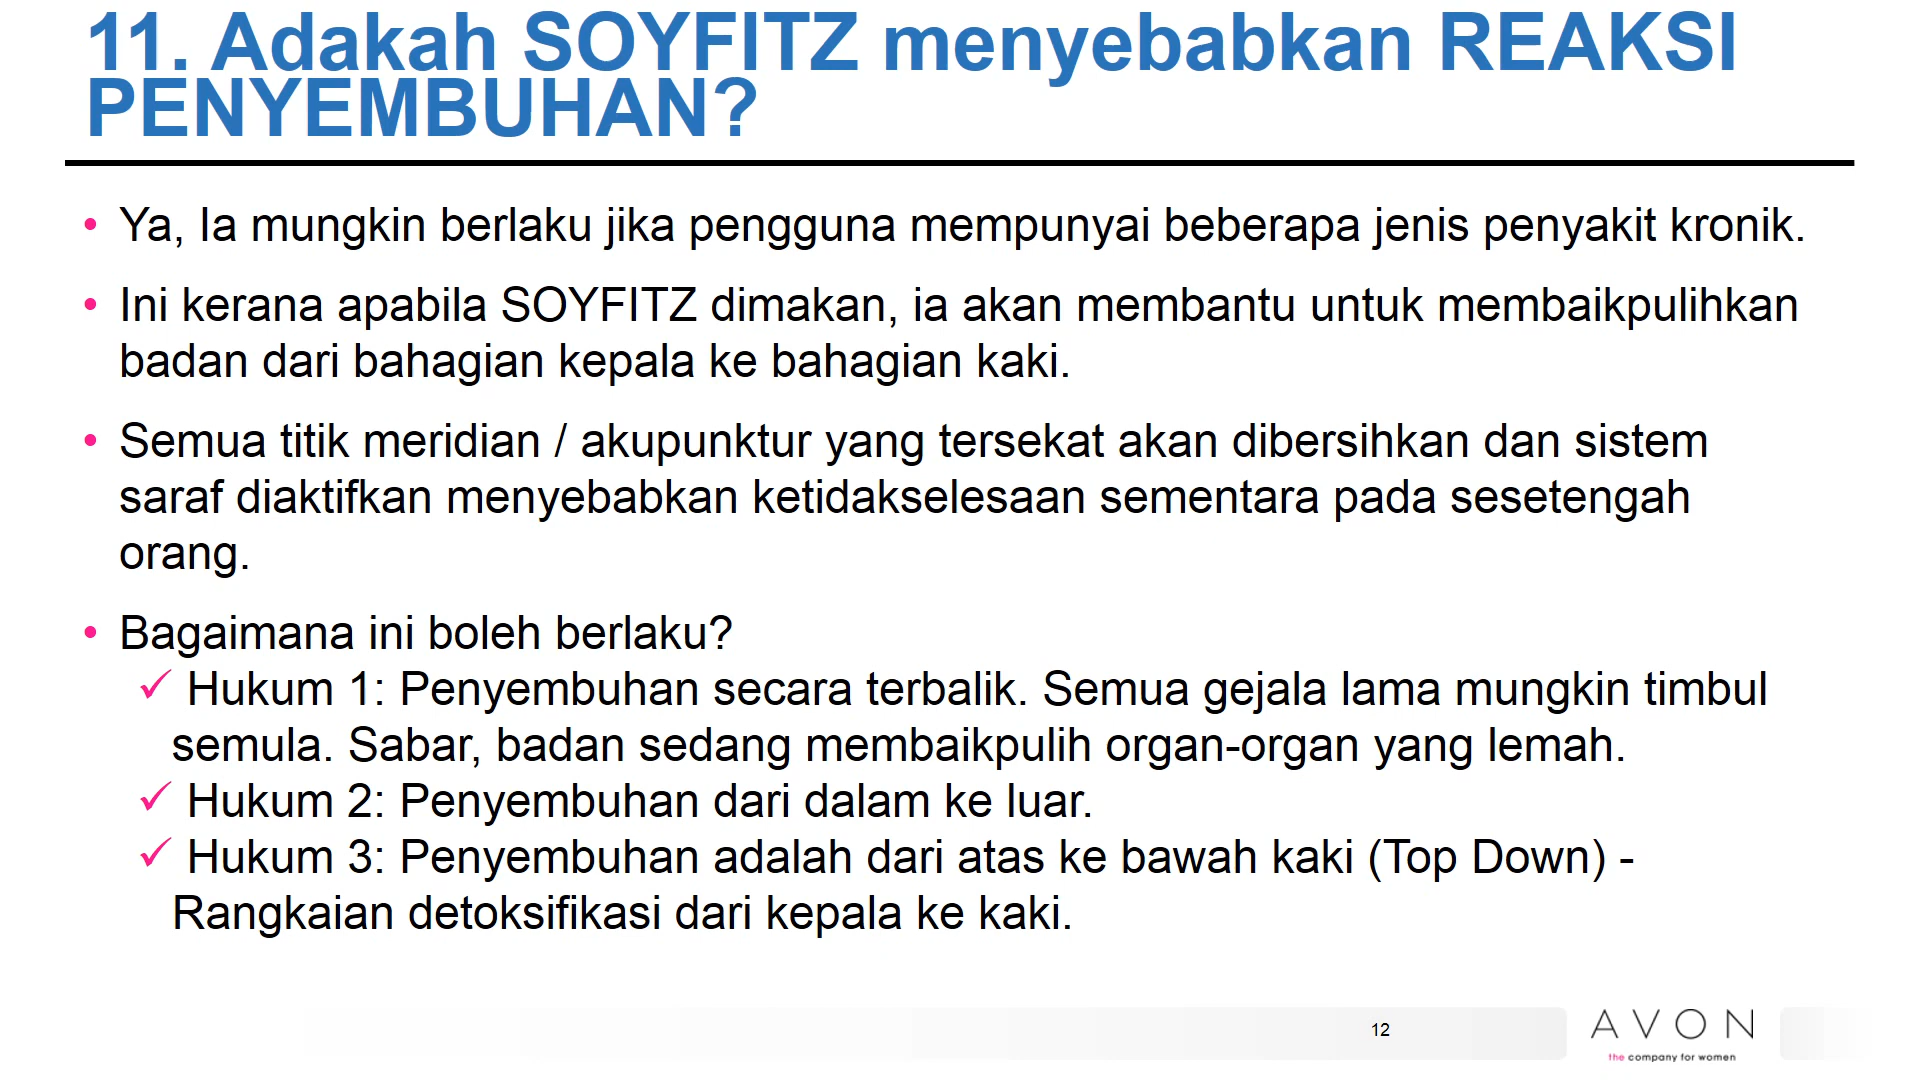 11. Adakah SOYFITZ menyebabkan REAKSI
PENYEMBUHAN?
• Ya, Ia mungkin berlaku jika pengguna mempunyai beberapa jenis penyakit kronik.
• Ini kerana apabila SOYFITZ dimakan, ia akan membantu untuk membaikpulihkan
badan dari bahagian kepala ke bahagian kaki.
• Semua titik meridian / akupunktur yang tersekat akan dibersihkan dan sistem
saraf diaktifkan menyebabkan ketidakselesaan sementara pada sesetengah
orang.
• Bagaimana ini boleh berlaku?
✓ Hukum 1: Penyembuhan secara terbalik. Semua gejala lama mungkin timbul
semula. Sabar, badan sedang membaikpulih organ-organ yang lemah.
✓ Hukum 2: Penyembuhan dari dalam ke luar.
✓ Hukum 3: Penyembuhan adalah dari atas ke bawah kaki (Top Down) -
Rangkaian detoksifikasi dari kepala ke kaki.
12
AVON
the company for women